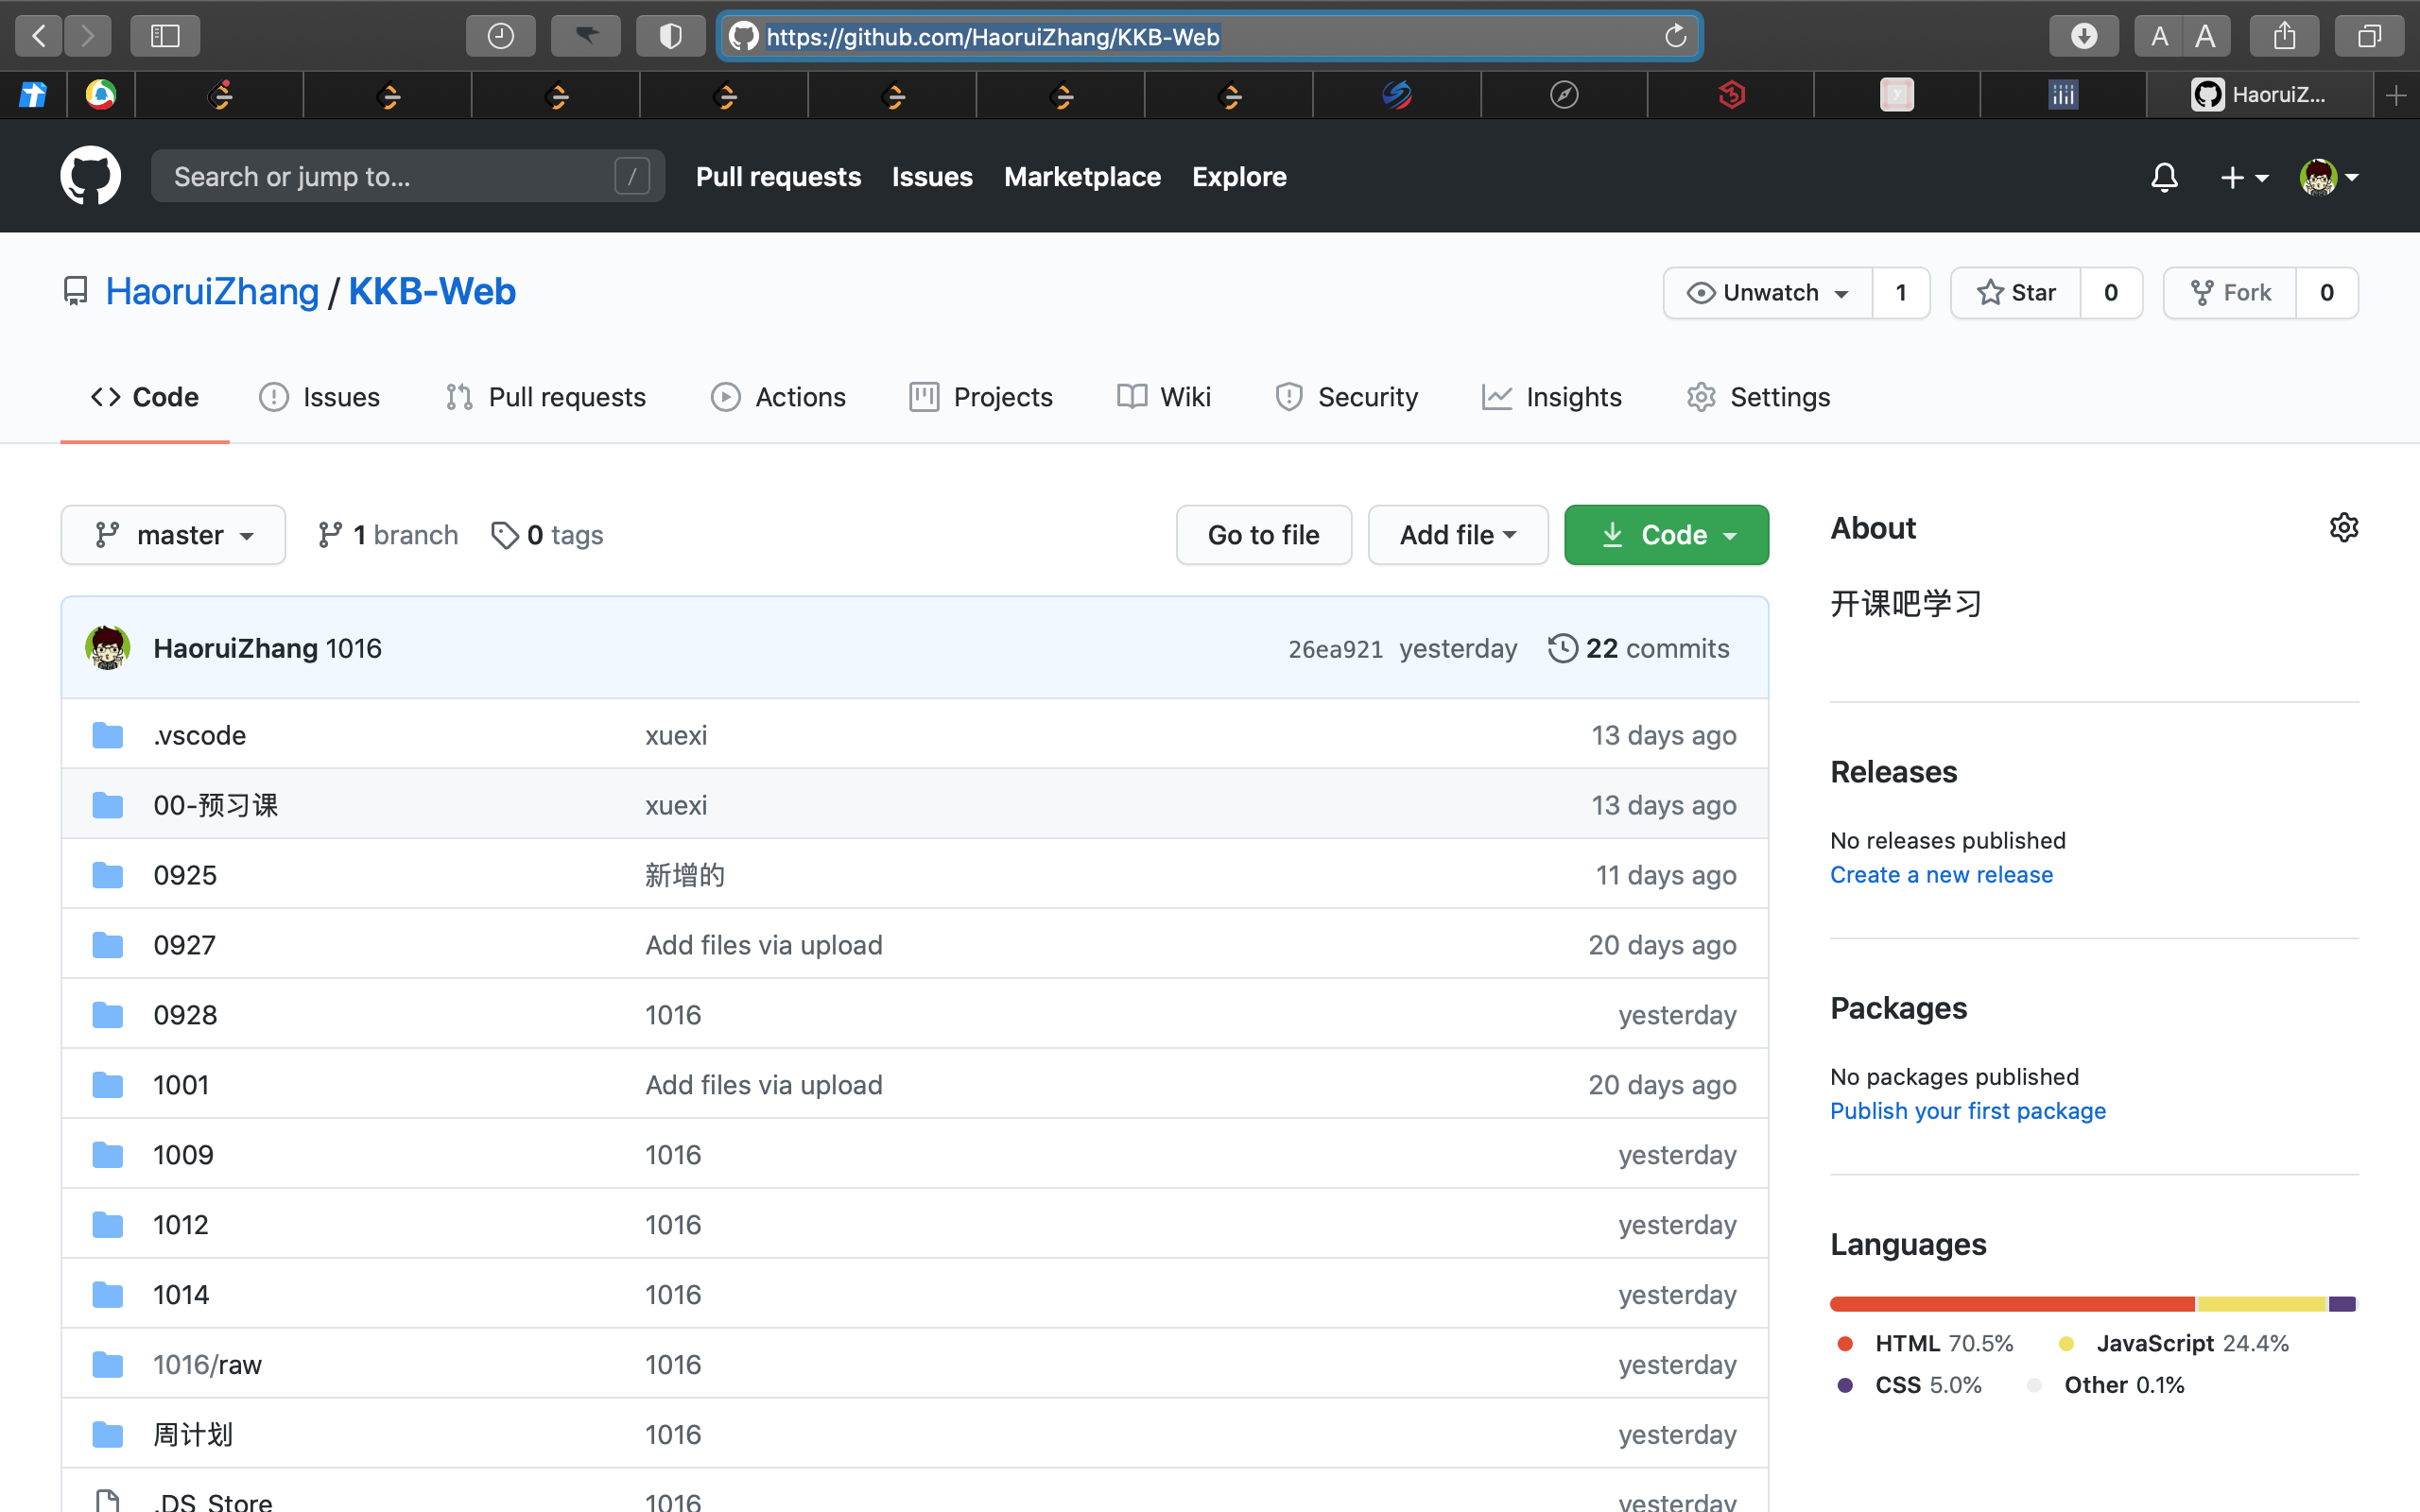 https://github.com/HaoruiZhang/KKB-Web
HaoruiZ...
Search or jump to... /
Pull requests Issues Marketplace Explore
HaoruiZhang / KKB-Web
Unwatch 1 Star 0 Fork 0
Code Issues Pull requests Actions Projects Wiki Security Insights Settings
master 1 branch 0 tags
Go to file Add file Code
HaoruiZhang 1016 26ea921 yesterday 22 commits
.vscode xuexi 13 days ago
00-预习课 xuexi 13 days ago
0925 新增的 11 days ago
0927 Add files via upload 20 days ago
0928 1016 yesterday
1001 Add files via upload 20 days ago
1009 1016 yesterday
1012 1016 yesterday
1014 1016 yesterday
1016/raw 1016 yesterday
周计划 1016 yesterday
.DS_Store 1016 yesterday
About
开课吧学习
Releases
No releases published
Create a new release
Packages
No packages published
Publish your first package
Languages
HTML 70.5% JavaScript 24.4%
CSS 5.0% Other 0.1%